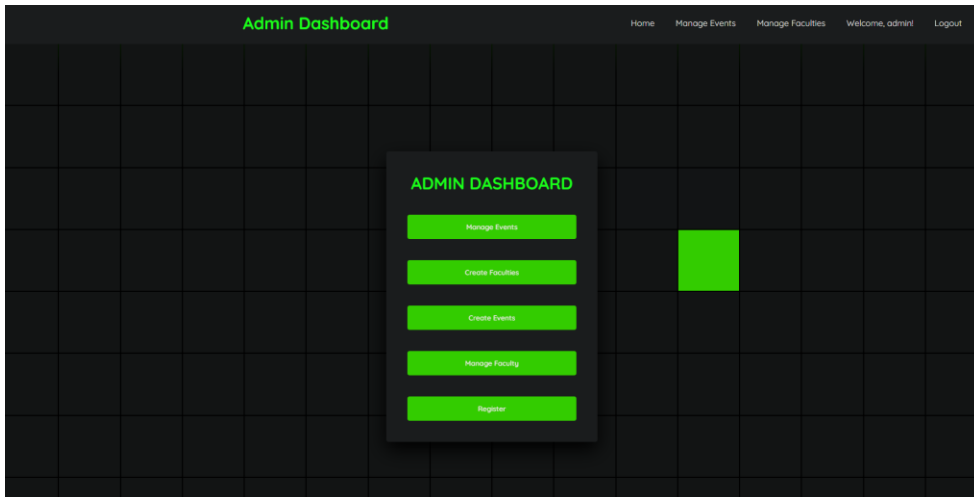 Admin Dashboard
Home Manage Events Manage Faculties Welcome, admin! Logout
ADMIN DASHBOARD
Manage Events
Create Faculties
Create Events
Manage Faculty
Register